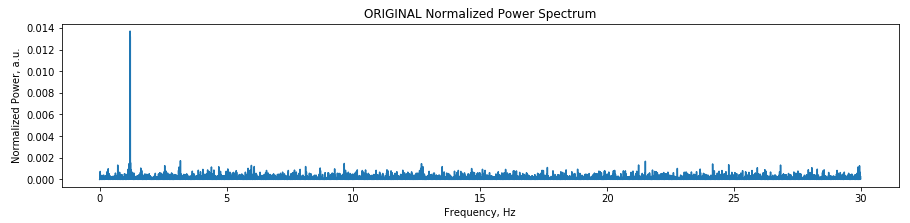 ORIGINAL Normalized Power Spectrum
Normalized Power, a.u.
0.014
0.012
0.010
0.008
0.006
0.004
0.002
0.000
0 5 10 15 20 25 30
Frequency, Hz